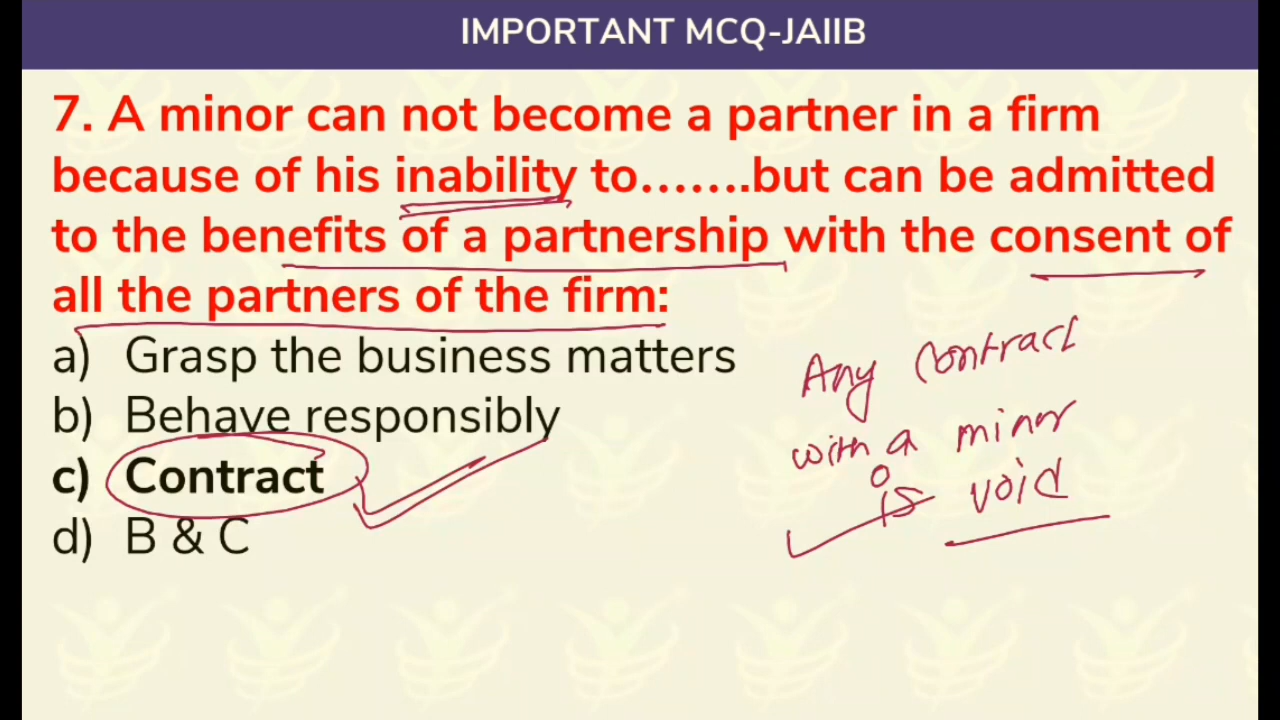 IMPORTANT MCQ-JAIIB
7. A minor can not become a partner in a firm
because of his inability to.......but can be admitted
to the benefits of a partnership with the consent of
all the partners of the firm:
a) Grasp the business matters
b) Behave responsibly
c) Contract
d) B & C
Any Contract
with a minor
is void